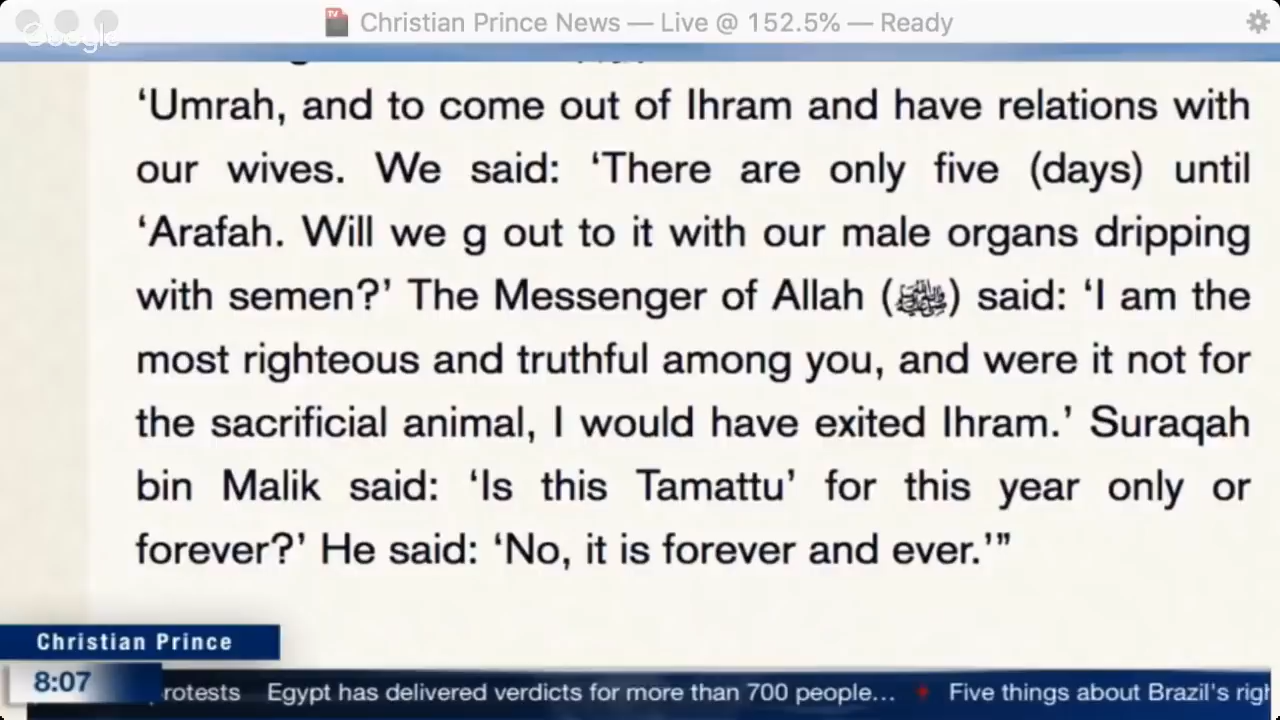 Christian Prince News — Live @ 152.5% — Ready
Google
‘Umrah, and to come out of Ihram and have relations with
our wives. We said: ‘There are only five (days) until
‘Arafah. Will we g out to it with our male organs dripping
with semen?’ The Messenger of Allah (ﷺ) said: ‘I am the
most righteous and truthful among you, and were it not for
the sacrificial animal, I would have exited Ihram.’ Suraqah
bin Malik said: ‘Is this Tamattu’ for this year only or
forever?’ He said: ‘No, it is forever and ever.’”
Christian Prince
8:07
rotests Egypt has delivered verdicts for more than 700 people... Five things about Brazil's righ